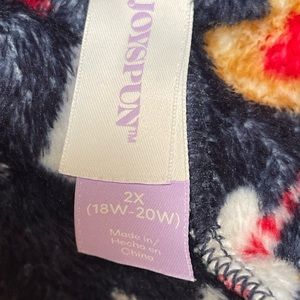 JOYSPUN™
2X
(18W-20W)
Made in/
Hecho en
China